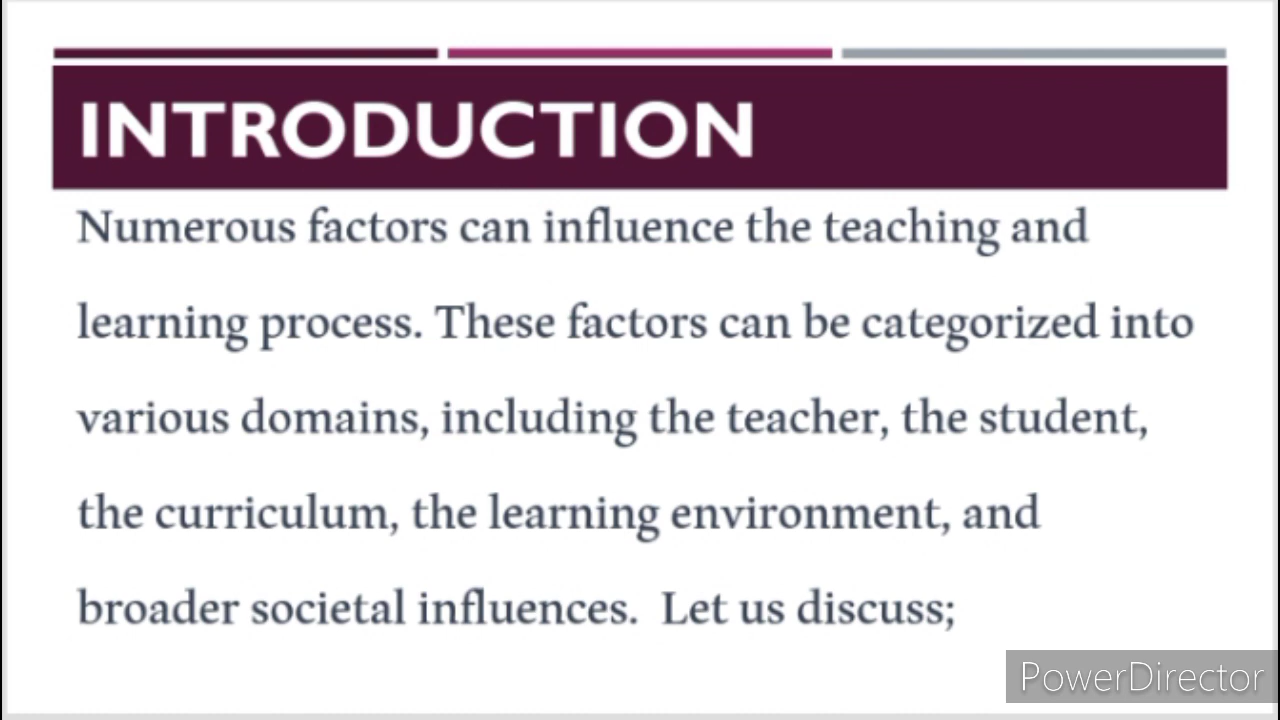 INTRODUCTION
Numerous factors can influence the teaching and
learning process. These factors can be categorized into
various domains, including the teacher, the student,
the curriculum, the learning environment, and
broader societal influences.  Let us discuss;
PowerDirector